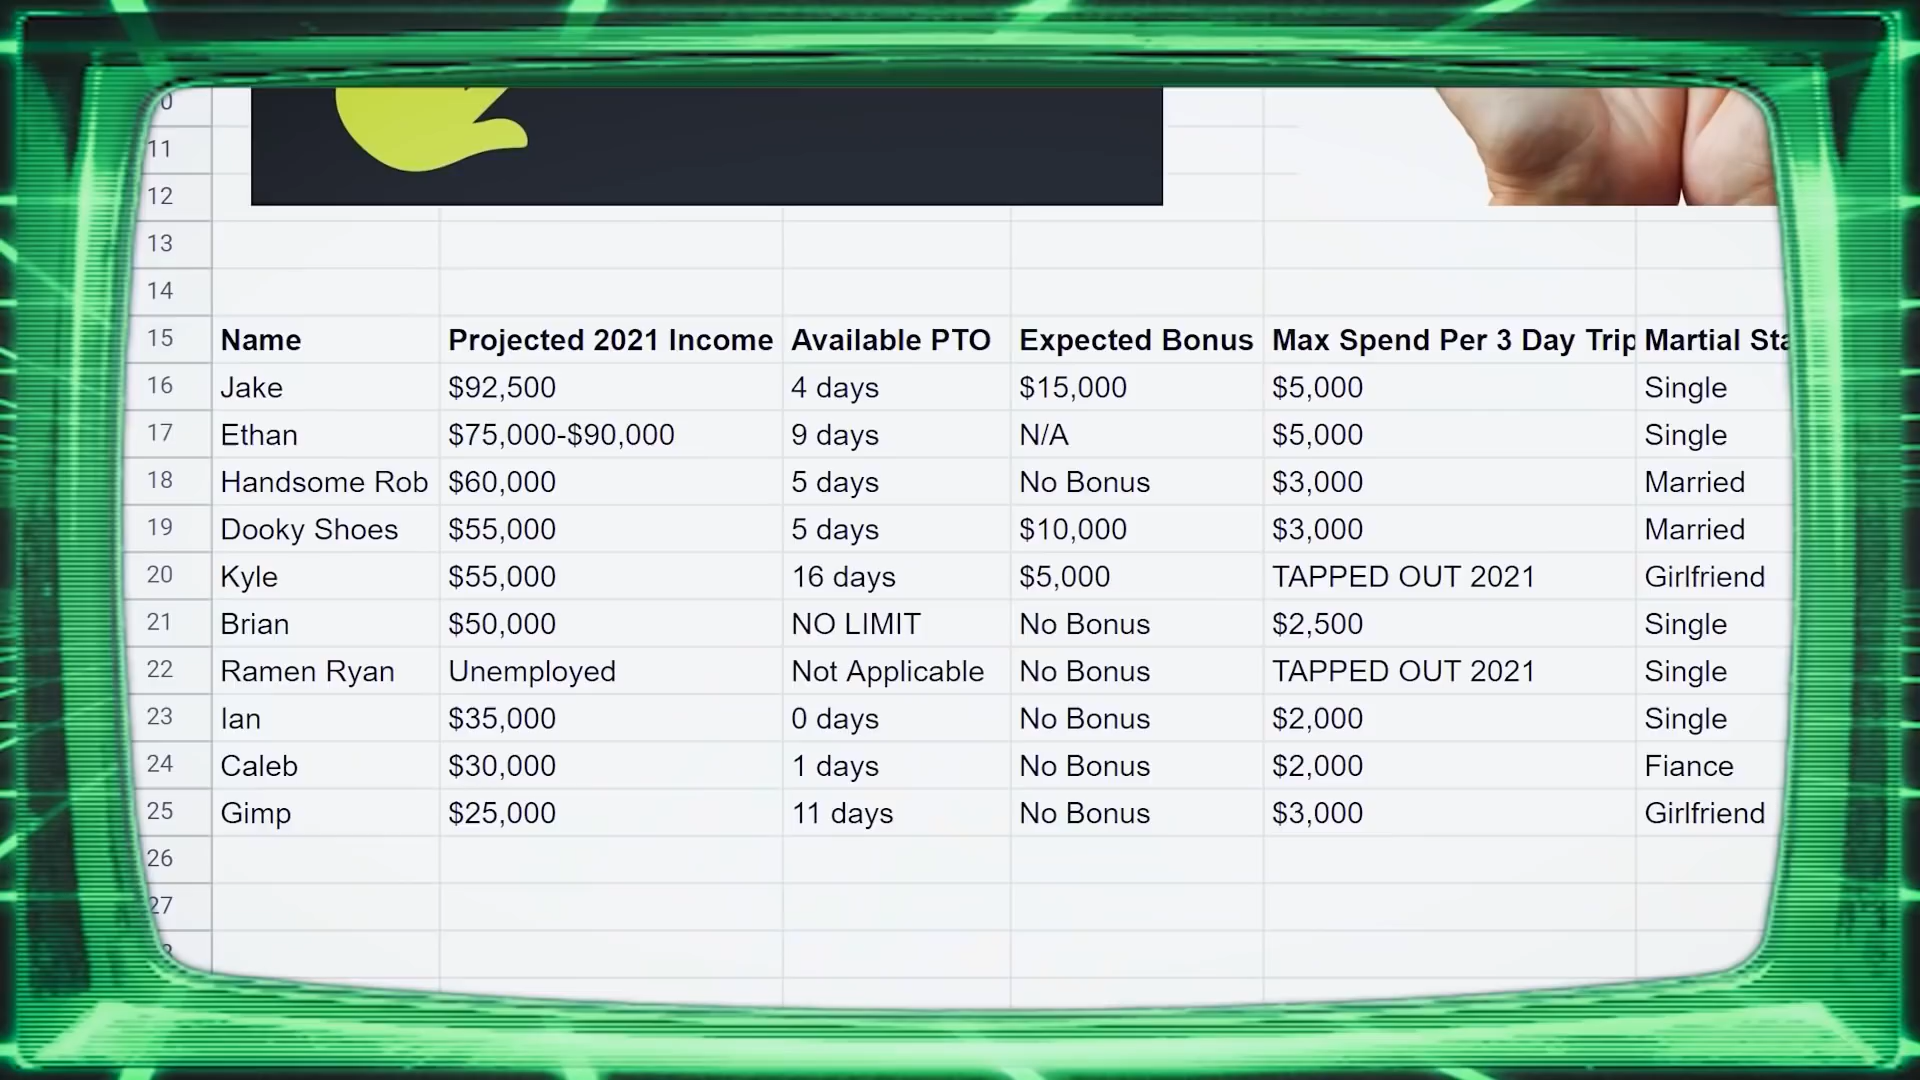 11
12
13
14
15 Name Projected 2021 Income Available PTO Expected Bonus Max Spend Per 3 Day Trip Martial Sta
16 Jake $92,500 4 days $15,000 $5,000 Single
17 Ethan $75,000-$90,000 9 days N/A $5,000 Single
18 Handsome Rob $60,000 5 days No Bonus $3,000 Married
19 Dooky Shoes $55,000 5 days $10,000 $3,000 Married
20 Kyle $55,000 16 days $5,000 TAPPED OUT 2021 Girlfriend
21 Brian $50,000 NO LIMIT No Bonus $2,500 Single
22 Ramen Ryan Unemployed Not Applicable No Bonus TAPPED OUT 2021 Single
23 Ian $35,000 0 days No Bonus $2,000 Single
24 Caleb $30,000 1 days No Bonus $2,000 Fiance
25 Gimp $25,000 11 days No Bonus $3,000 Girlfriend
26
27